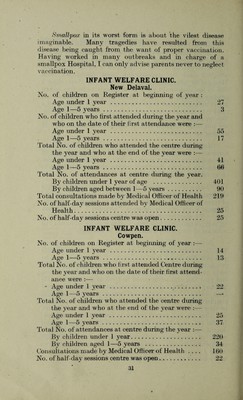 Smallpox in its worst form is about the vilest disease
imaginable. Many tragedies have resulted from this
disease being caught from the want of proper vaccination.
Having worked in many outbreaks and in charge of a
smallpox Hospital, I can only advise parents never to neglect
vaccination.
INFANT WELFARE CLINIC.
New Delaval.
No. of children on Register at beginning of year :
Age under 1 year .................... 27
Age 1—5 years .................... 3
No. of children who first attended during the year and
who on the date of their first attendance were :—
Age under 1 year .................... 55
Age 1—5 years .................... 17
Total No. of children who attended the centre during
the year and who at the end of the year were :—
Age under 1 year .................... 41
Age 1—5 years .................... 66
Total No. of attendances at centre during the year.
By children under 1 year of age ........ 401
By children aged between 1—5 years ...... 90
Total consultations made by Medical Officer of Health 219
No. of half-day sessions attended by Medical Officer of
Health .................... 25
No. of half-day sessions centre was open .......... 25
INFANT WELFARE CLINIC.
Cowpen.
No. of children on Register at beginning of year :—
Age under 1 year .................... 14
Age 1—5 years .................... 13
Total No. of children who first attended Centre during
the year and who on the date of their first attend-
ance were :—
Age under 1 year .................... 22
Age 1—5 years .................... —
Total No. of children who attended the centre during
the year and who at the end of the year were :—
Age under 1 year .................... 25
Age 1—5 years .................... 37
Total No. of attendances at centre during the year :—
By children under 1 year .................... 220
By children aged 1—5 years .................... 34
Consultations made by Medical Officer of Health .... 160
No. of half-day sessions centre was open .......... 22
31